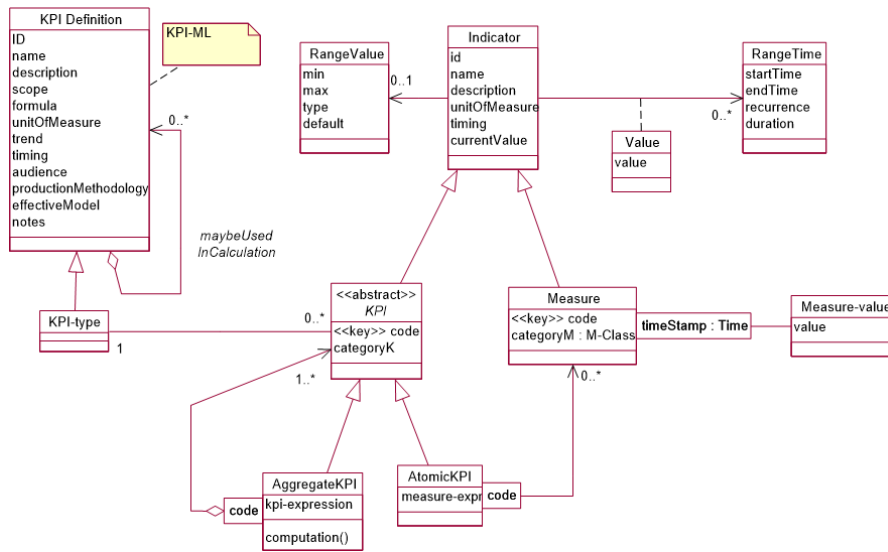 KPI Definition
ID
name
description
scope
formula
unitOfMeasure
trend
timing
audience
productionMethodology
effectiveModel
notes
KPI-ML
0..*
maybeUsed
InCalculation
RangeValue
min
max
type
default
0..1
Indicator
id
name
description
unitOfMeasure
timing
currentValue
RangeTime
startTime
endTime
recurrence
duration
0..*
Value
value
KPI-type
1
0..*
<<abstract>>
KPI
<<key>> code
categoryK
1..*
Measure
<<key>> code
categoryM : M-Class
0..*
timeStamp : Time
Measure-value
value
AggregateKPI
kpi-expression
computation()
code
AtomicKPI
measure-expr
code